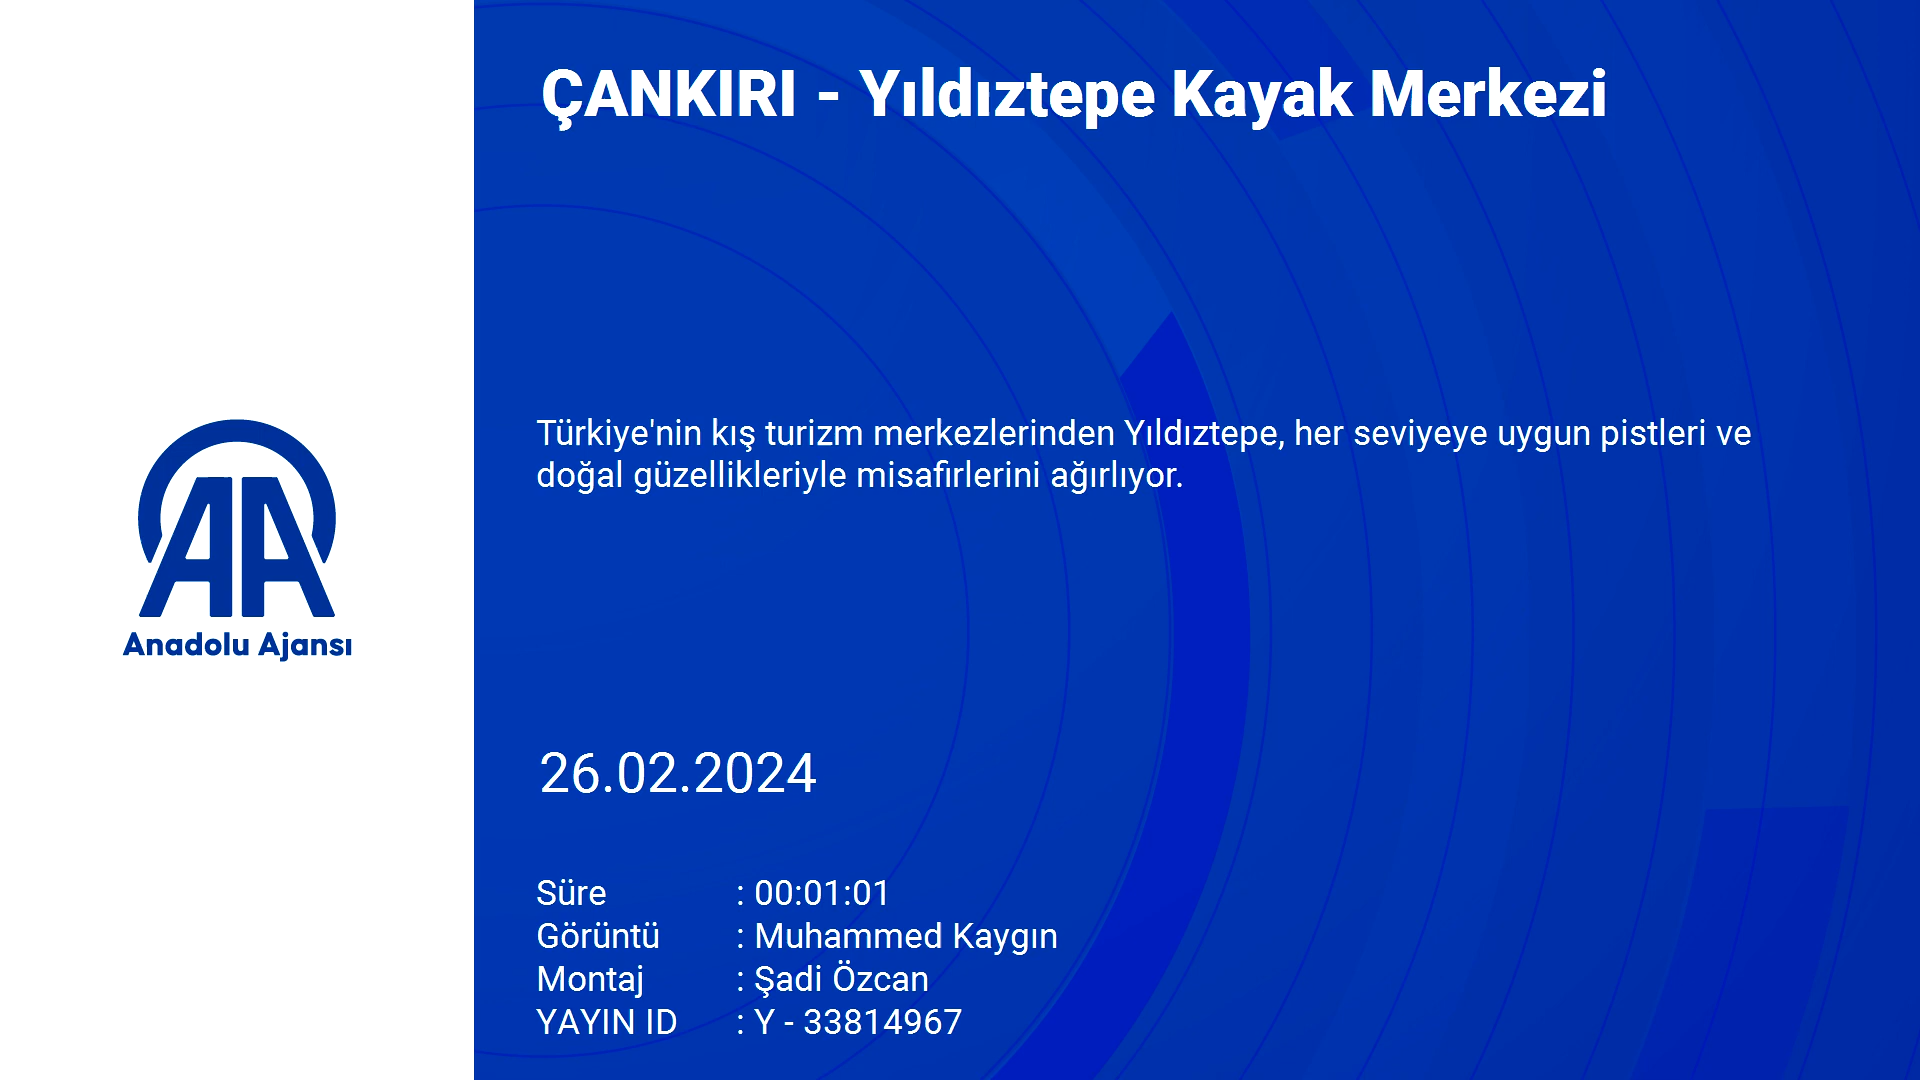 ÇANKIRI - Yıldıztepe Kayak Merkezi
Türkiye'nin kış turizm merkezlerinden Yıldıztepe, her seviyeye uygun pistleri ve
doğal güzellikleriyle misafirlerini ağırlıyor.
AA
Anadolu Ajansı
26.02.2024
Süre : 00:01:01
Görüntü : Muhammed Kaygın
Montaj : Şadi Özcan
YAYIN ID : Y - 33814967